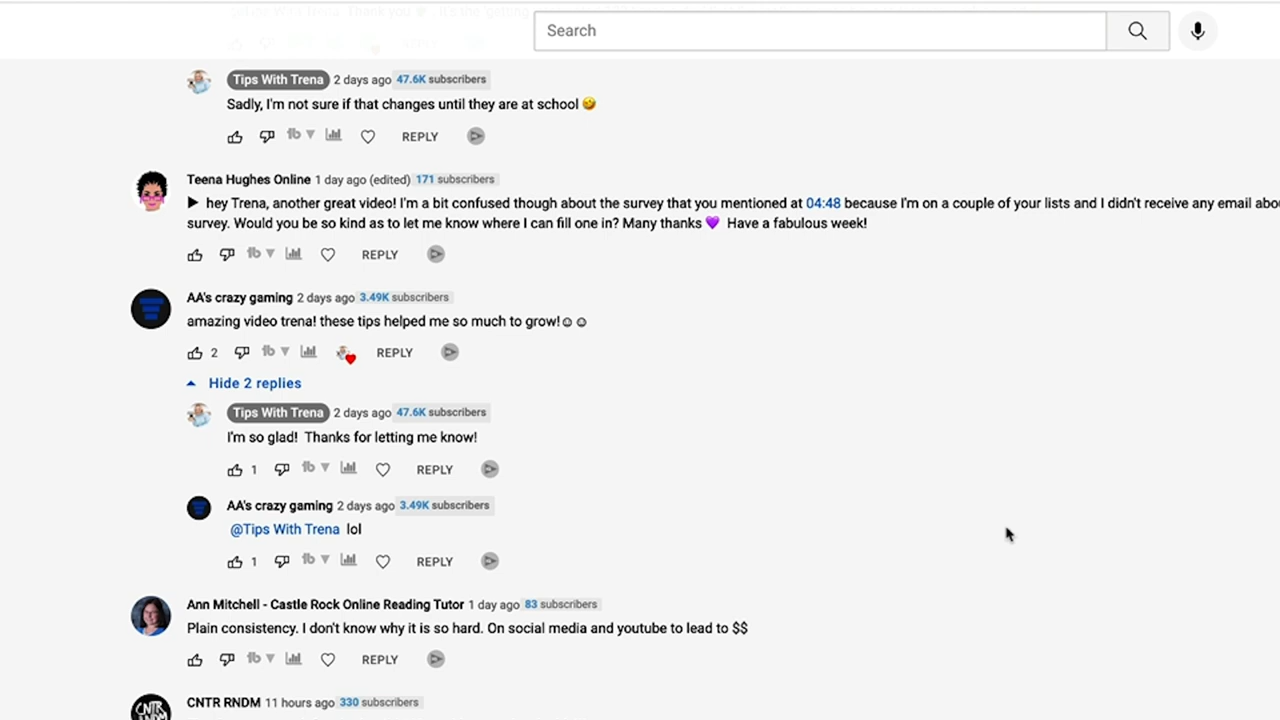 Search
Tips With Trena 2 days ago 47.6K subscribers
Sadly, I'm not sure if that changes until they are at school 🤣
REPLY
Teena Hughes Online 1 day ago (edited) 171 subscribers
▶ hey Trena, another great video! I'm a bit confused though about the survey that you mentioned at 04:48 because I'm on a couple of your lists and I didn't receive any email abou
survey. Would you be so kind as to let me know where I can fill one in? Many thanks 💜 Have a fabulous week!
REPLY
AA's crazy gaming 2 days ago 3.49K subscribers
amazing video trena! these tips helped me so much to grow!☺☺
2 REPLY
Hide 2 replies
Tips With Trena 2 days ago 47.6K subscribers
I'm so glad! Thanks for letting me know!
1 REPLY
AA's crazy gaming 2 days ago 3.49K subscribers
@Tips With Trena lol
1 REPLY
Ann Mitchell - Castle Rock Online Reading Tutor 1 day ago 83 subscribers
Plain consistency. I don't know why it is so hard. On social media and youtube to lead to $$
REPLY
CNTR RNDM 11 hours ago 330 subscribers